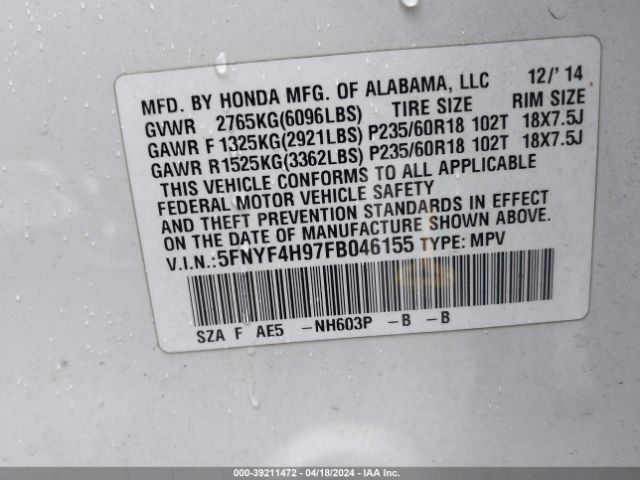 MFD. BY HONDA MFG. OF ALABAMA, LLC 12/' 14
GVWR 2765KG(6096LBS) TIRE SIZE RIM SIZE
GAWR F 1325KG(2921LBS) P235/60R18 102T 18X7.5J
GAWR R1525KG(3362LBS) P235/60R18 102T 18X7.5J
THIS VEHICLE CONFORMS TO ALL APPLICABLE
FEDERAL MOTOR VEHICLE SAFETY
AND THEFT PREVENTION STANDARDS IN EFFECT
ON THE DATE OF MANUFACTURE SHOWN ABOVE.
V.I.N.:5FNYF4H97FB046155 TYPE: MPV
SZA F AE5 -NH603P -B -B
000-39211472 / 04/18/2024 - IAA Inc.